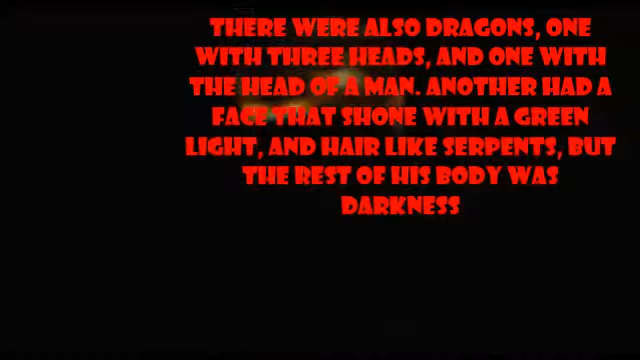 THERE WERE ALSO DRAGONS, ONE
WITH THREE HEADS, AND ONE WITH
THE HEAD OF A MAN. ANOTHER HAD A
FACE THAT SHONE WITH A GREEN
LIGHT, AND HAIR LIKE SERPENTS, BUT
THE REST OF HIS BODY WAS
DARKNESS